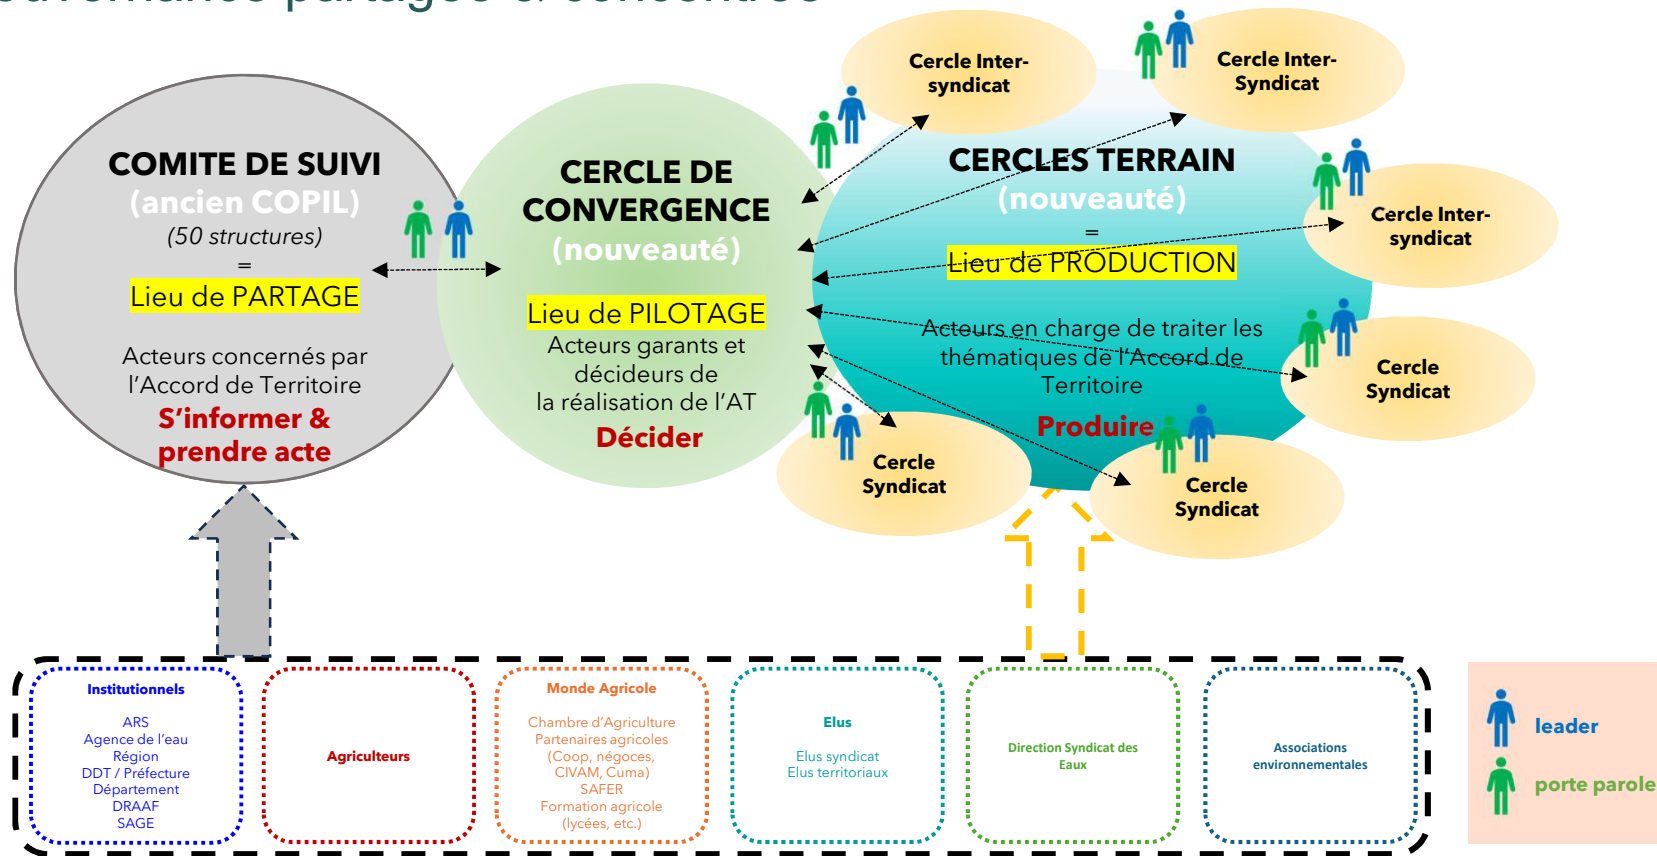 COMITE DE SUIVI
(ancien COPIL)
(50 structures)
=
Lieu de PARTAGE
Acteurs concernés par
l'Accord de Territoire
S'informer &
prendre acte
CERCLE DE
CONVERGENCE
(nouveauté)
Lieu de PILOTAGE
Acteurs garants et
décideurs de
la réalisation de l'AT
Décider
CERCLES TERRAIN
(nouveauté)
=
Lieu de PRODUCTION
Acteurs en charge de traiter les
thématiques de l'Accord de
Territoire
Produire
Cercle Inter-
syndicat
Cercle Inter-
Syndicat
Cercle Inter-
syndicat
Cercle
Syndicat
Cercle
Syndicat
Cercle
Syndicat
Institutionnels
ARS
Agence de l'eau
Région
DDT / Préfecture
Département
DRAAF
SAGE
Agriculteurs
Monde Agricole
Chambre d'Agriculture
Partenaires agricoles
(Coop, négoces,
CIVAM, Cuma)
SAFER
Formation agricole
(lycées, etc.)
Elus
Elus syndicat
Elus territoriaux
Direction Syndicat des
Eaux
Associations
environnementales
leader
porte parole